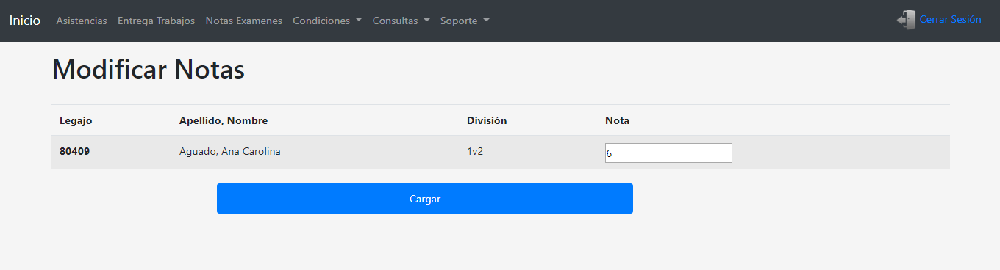 Inicio Asistencias Entrega Trabajos Notas Examenes Condiciones Consultas Soporte Cerrar Sesión
Modificar Notas
Legajo Apellido, Nombre División Nota
80409 Aguado, Ana Carolina 1v2 6
Cargar